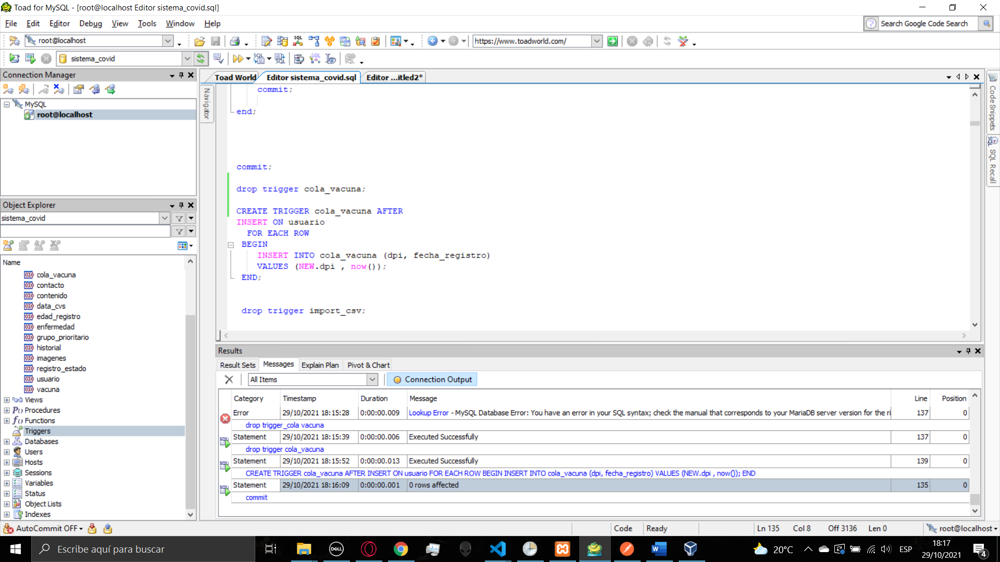 Toad for MySQL - [root@localhost Editor sistema_covid.sql]
File Edit Editor Debug View Tools Window Help
Search Google Code Search
root@localhost
https://www.toadworld.com/
sistema_covid
Connection Manager
MySQL
root@localhost
Object Explorer
sistema_covid
Name
cola_vacuna
contacto
contenido
data_cvs
edad_registro
enfermedad
grupo_prioritario
historial
imagenes
registro_estado
usuario
vacuna
Views
Procedures
Functions
Triggers
Databases
Users
Hosts
Sessions
Variables
Status
Object Lists
Indexes
Toad World Editor sistema_covid.sql Editor ...itled2*
Navigator
commit;
end;
commit;
drop trigger cola_vacuna;
CREATE TRIGGER cola_vacuna AFTER
INSERT ON usuario
FOR EACH ROW
BEGIN
INSERT INTO cola_vacuna (dpi, fecha_registro)
VALUES (NEW.dpi , now());
END;
drop trigger import_csv;
Code Snippets
SQL Recall
Results
Result Sets Messages Explain Plan Pivot & Chart
All Items Connection Output
Category Timestamp Duration Message Line Position
Error 29/10/2021 18:15:28 0:00:00.009 Lookup Error - MySQL Database Error: You have an error in your SQL syntax; check the manual that corresponds to your MariaDB server version for the ri 137 0
drop trigger_cola vacuna
Statement 29/10/2021 18:15:39 0:00:00.006 Executed Successfully 137 0
drop trigger cola_vacuna
Statement 29/10/2021 18:15:52 0:00:00.013 Executed Successfully 139 0
CREATE TRIGGER cola_vacuna AFTER INSERT ON usuario FOR EACH ROW BEGIN INSERT INTO cola_vacuna (dpi, fecha_registro) VALUES (NEW.dpi , now()); END
Statement 29/10/2021 18:16:09 0:00:00.001 0 rows affected 135 0
commit
AutoCommit OFF Code Ready Ln 135 Col 8 Off 3136 Len 0 root@localhost
Escribe aquí para buscar
20°C
ESP
18:17
29/10/2021
4